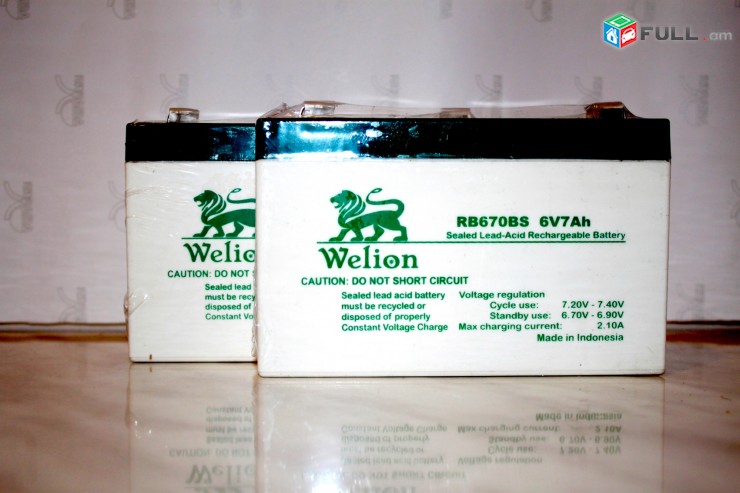 FULL.am
Welion
CAUTION: DO NOT SHORT
Sealed lead
must be rec
disposed of
Constant Vo
Welion
CAUTION: DO NOT SHORT CIRCUIT
Sealed lead acid battery
must be recycled or
disposed of properly
Constant Voltage Charge
RB670BS 6V7Ah
Sealed Lead-Acid Rechargeable Battery
Voltage regulation
Cycle use: 7.20V - 7.40V
Standby use: 6.70V - 6.90V
Max charging current: 2.10A
Made in Indonesia